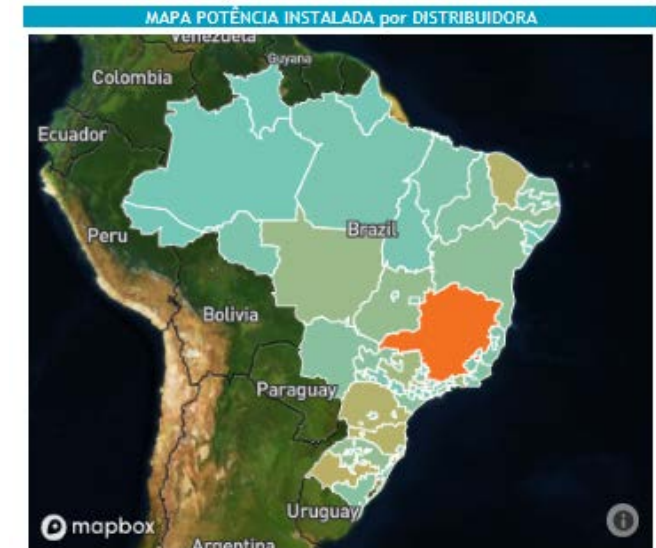 MAPA POTÊNCIA INSTALADA por DISTRIBUIDORA
Venezuela
Guyana
Colombia
Ecuador
Brazil
Peru
Bolivia
Paraguay
Uruguay
Argentina
mapbox
i